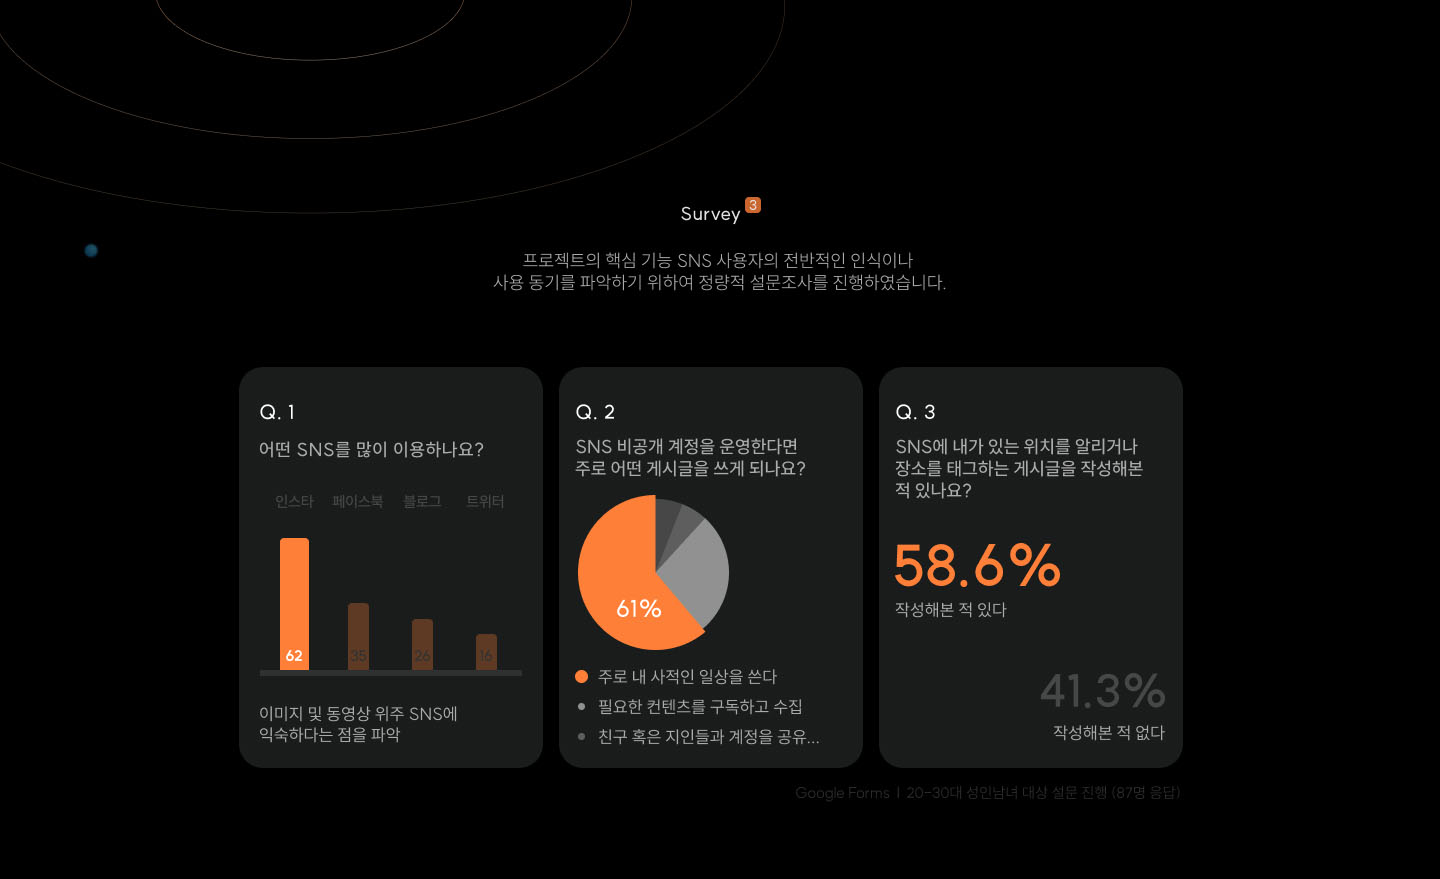 Survey 3
프로젝트의 핵심 기능 SNS 사용자의 전반적인 인식이나
사용 동기를 파악하기 위하여 정량적 설문조사를 진행하였습니다.
Q. 1
어떤 SNS를 많이 이용하나요?
인스타 페이스북 블로그 트위터
62 35 26 16
이미지 및 동영상 위주 SNS에
익숙하다는 점을 파악
Q. 2
SNS 비공개 계정을 운영한다면
주로 어떤 게시글을 쓰게 되나요?
61%
주로 내 사적인 일상을 쓴다
필요한 컨텐츠를 구독하고 수집
친구 혹은 지인들과 계정을 공유...
Q. 3
SNS에 내가 있는 위치를 알리거나
장소를 태그하는 게시글을 작성해본
적 있나요?
58.6%
작성해본 적 있다
41.3%
작성해본 적 없다
Google Forms | 20-30대 성인남녀 대상 설문 진행 (87명 응답)